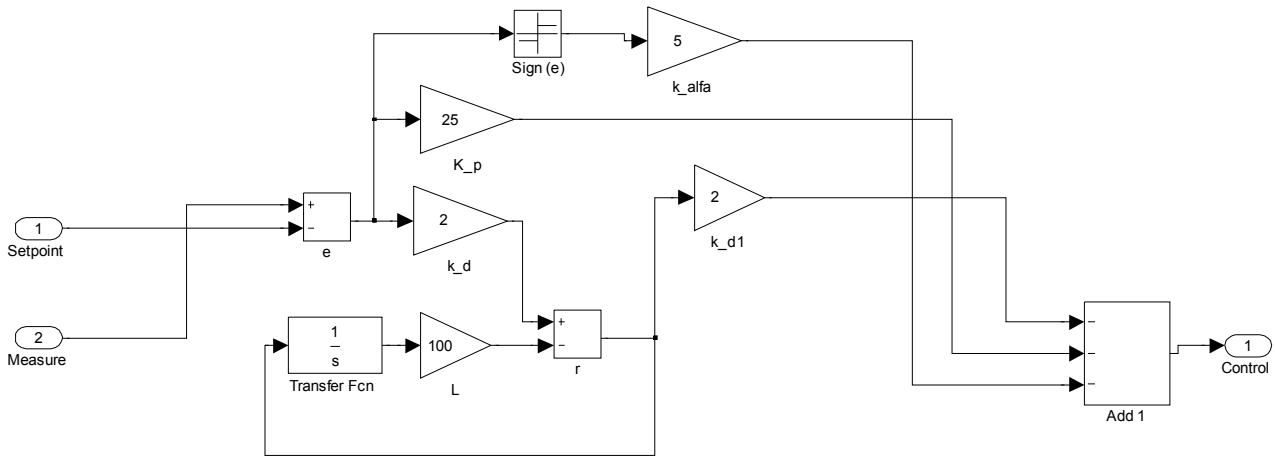 Sign (e)
5
k_alfa
25
K_p
+
−
e
1
Setpoint
2
k_d
2
k_d1
2
Measure
1
s
Transfer Fcn
100
L
+
−
r
−
−
−
Add 1
1
Control